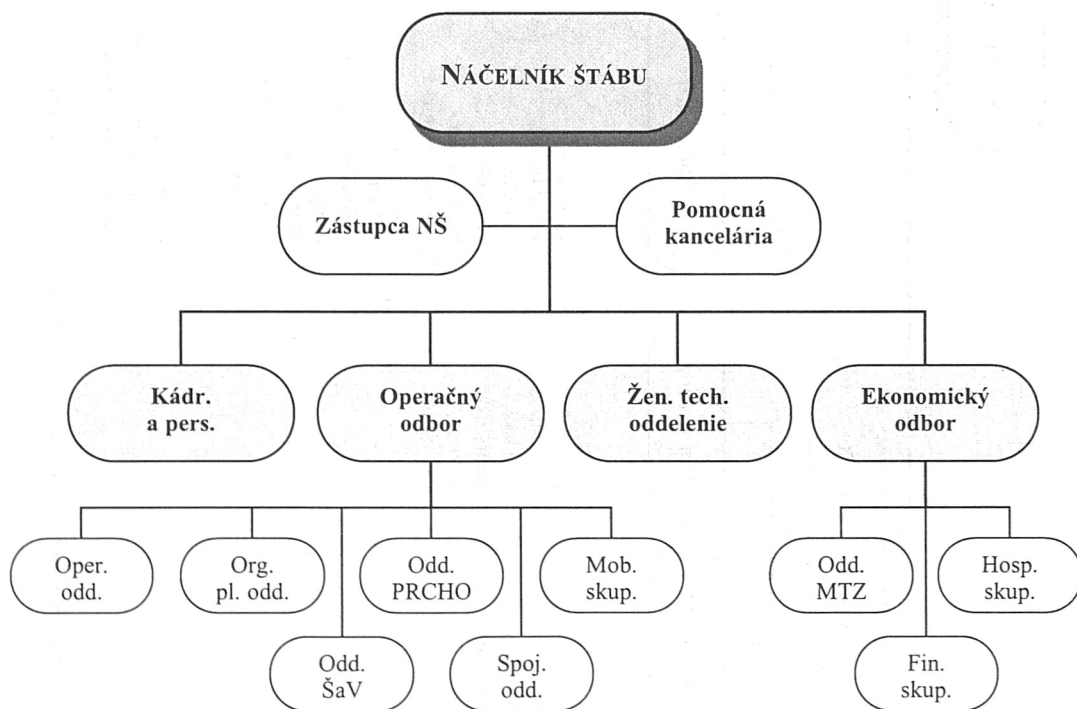 NÁČELNÍK ŠTÁBU
Zástupca NŠ
Pomocná
kancelária
Kádr.
a pers.
Operačný
odbor
Žen. tech.
oddelenie
Ekonomický
odbor
Oper.
odd.
Org.
pl. odd.
Odd.
PRCHO
Mob.
skup.
Odd.
MTZ
Hosp.
skup.
Odd.
ŠaV
Spoj.
odd.
Fin.
skup.